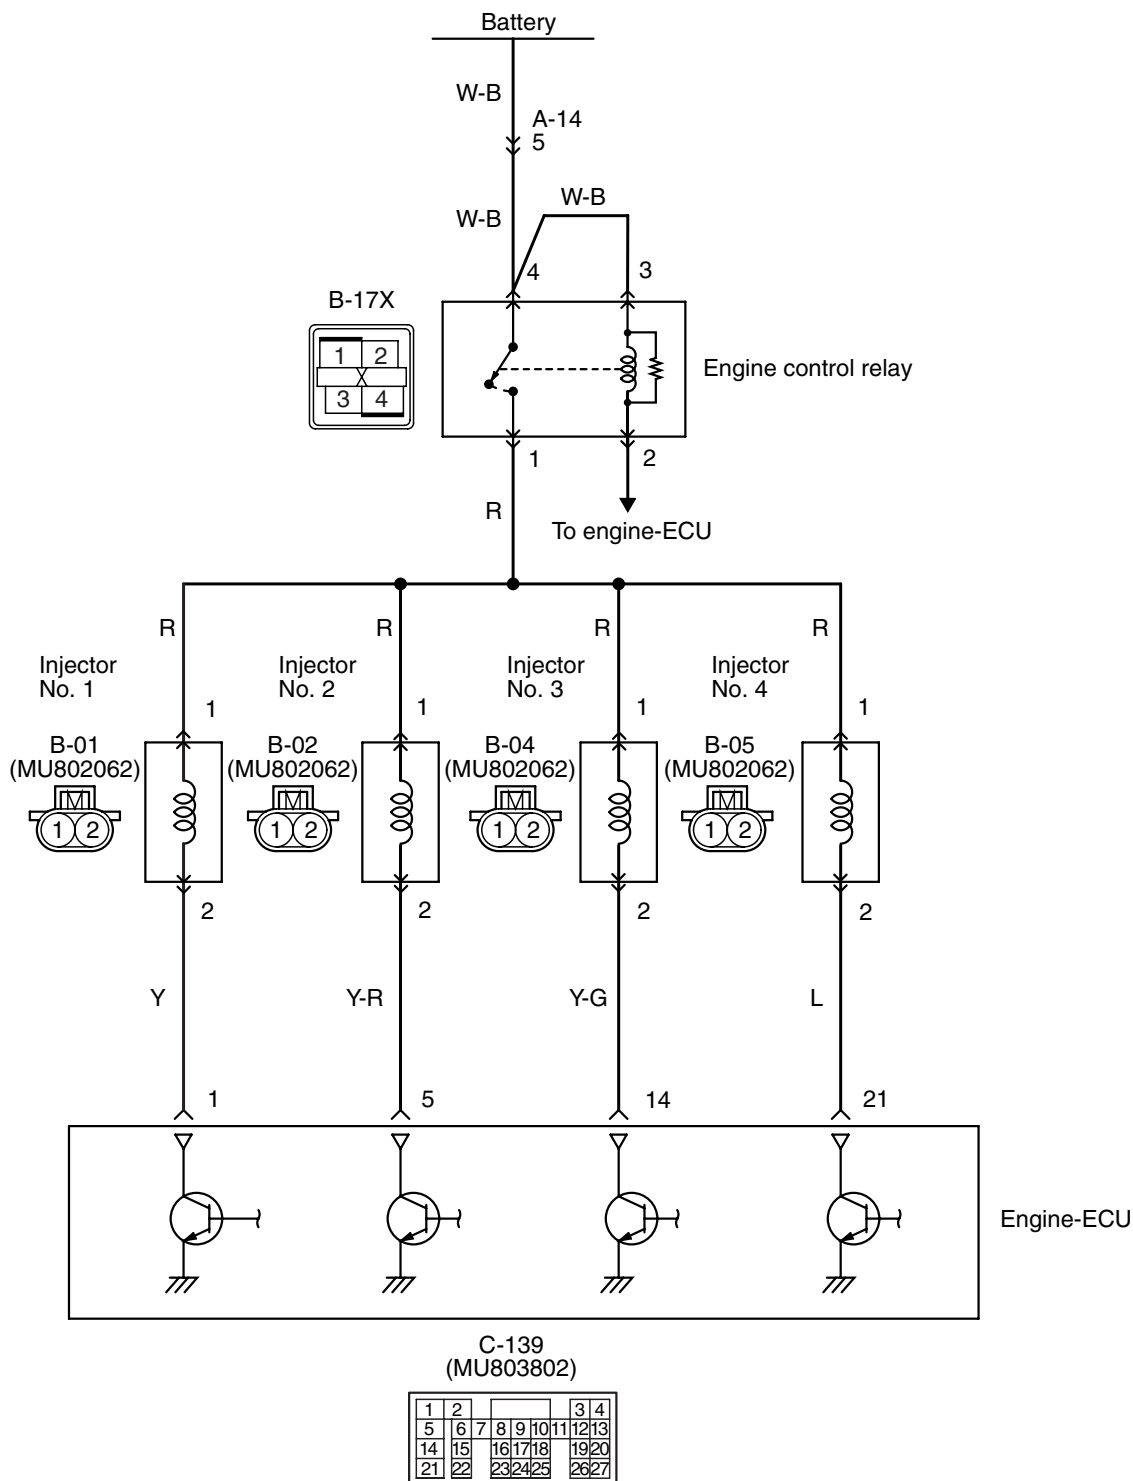 Battery
W-B
A-14
5
W-B
W-B
4
3
B-17X
1 2
3 4
Engine control relay
1
2
R
To engine-ECU
R
R
R
R
Injector
No. 1
Injector
No. 2
Injector
No. 3
Injector
No. 4
1
1
1
1
B-01
(MU802062)
B-02
(MU802062)
B-04
(MU802062)
B-05
(MU802062)
1 2
1 2
1 2
1 2
2
2
2
2
Y
Y-R
Y-G
L
1
5
14
21
Engine-ECU
C-139
(MU803802)
1 2 3 4
5 6 7 8 9 10 11 12 13
14 15 16 17 18 19 20
21 22 23 24 25 26 27